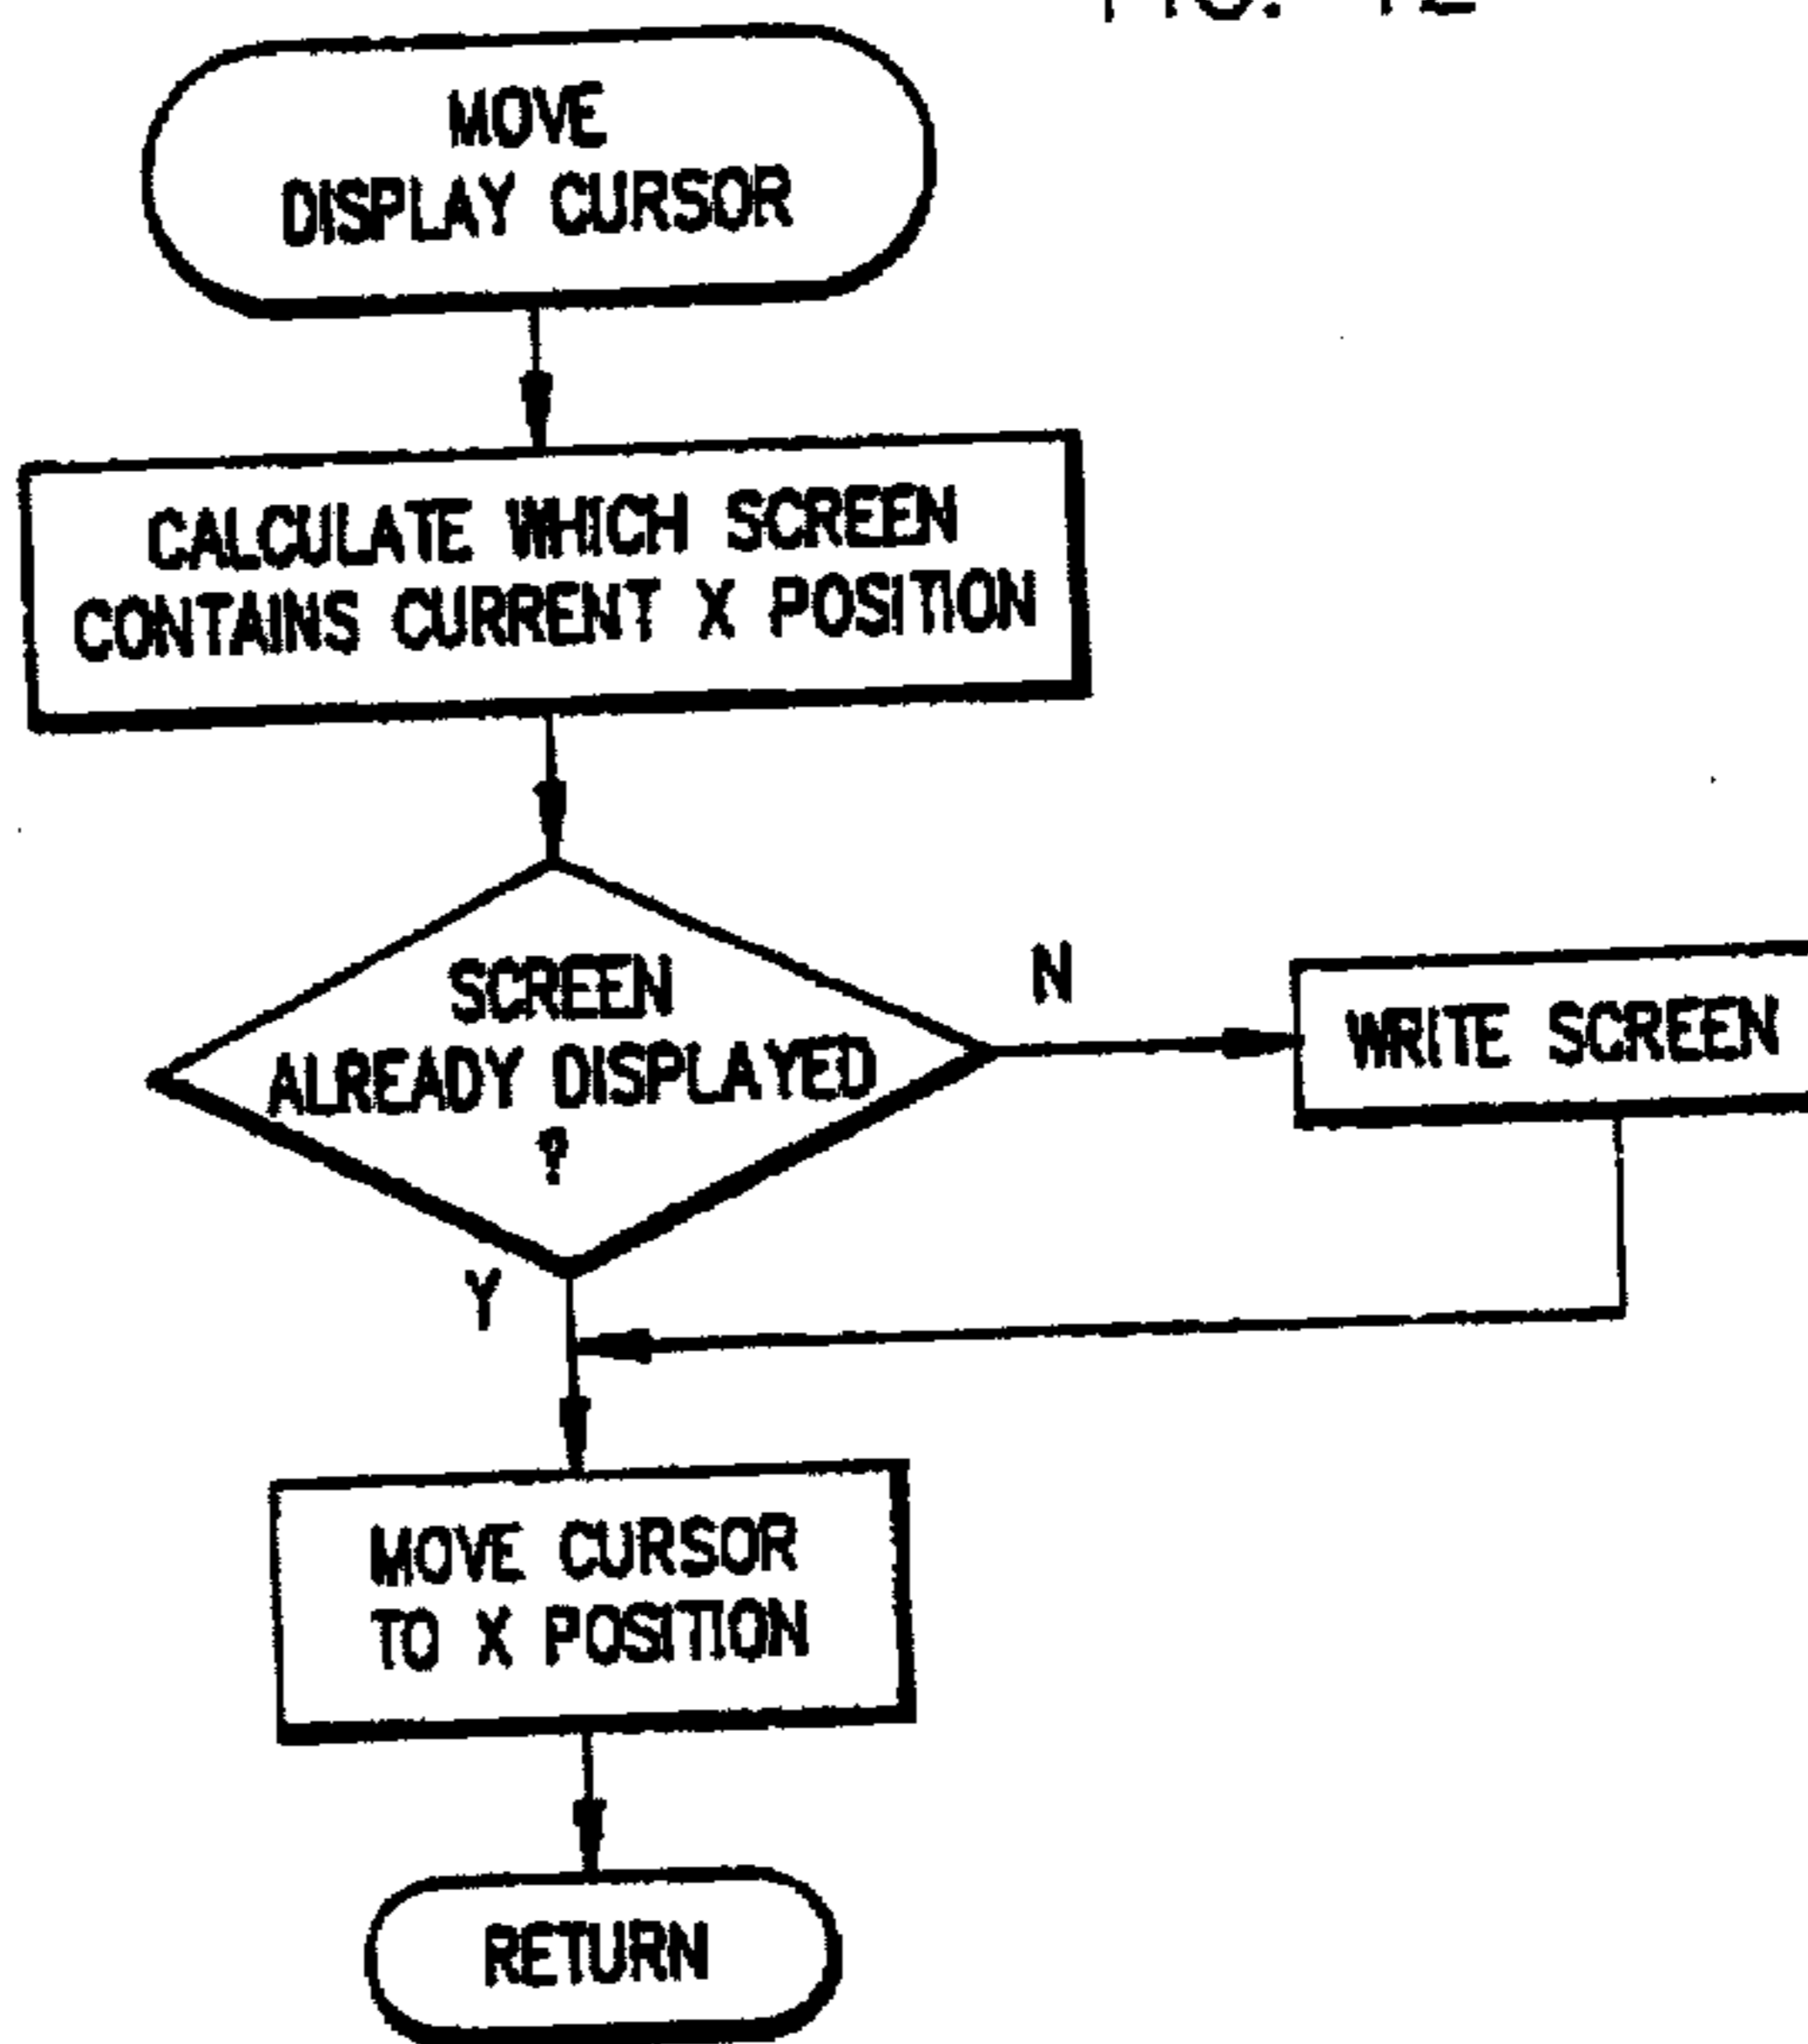 MOVE
DISPLAY CURSOR
CALCULATE WHICH SCREEN
CONTAINS CURRENT X POSITION
SCREEN
ALREADY DISPLAYED
?
N
WRITE SCREEN
Y
MOVE CURSOR
TO X POSITION
RETURN